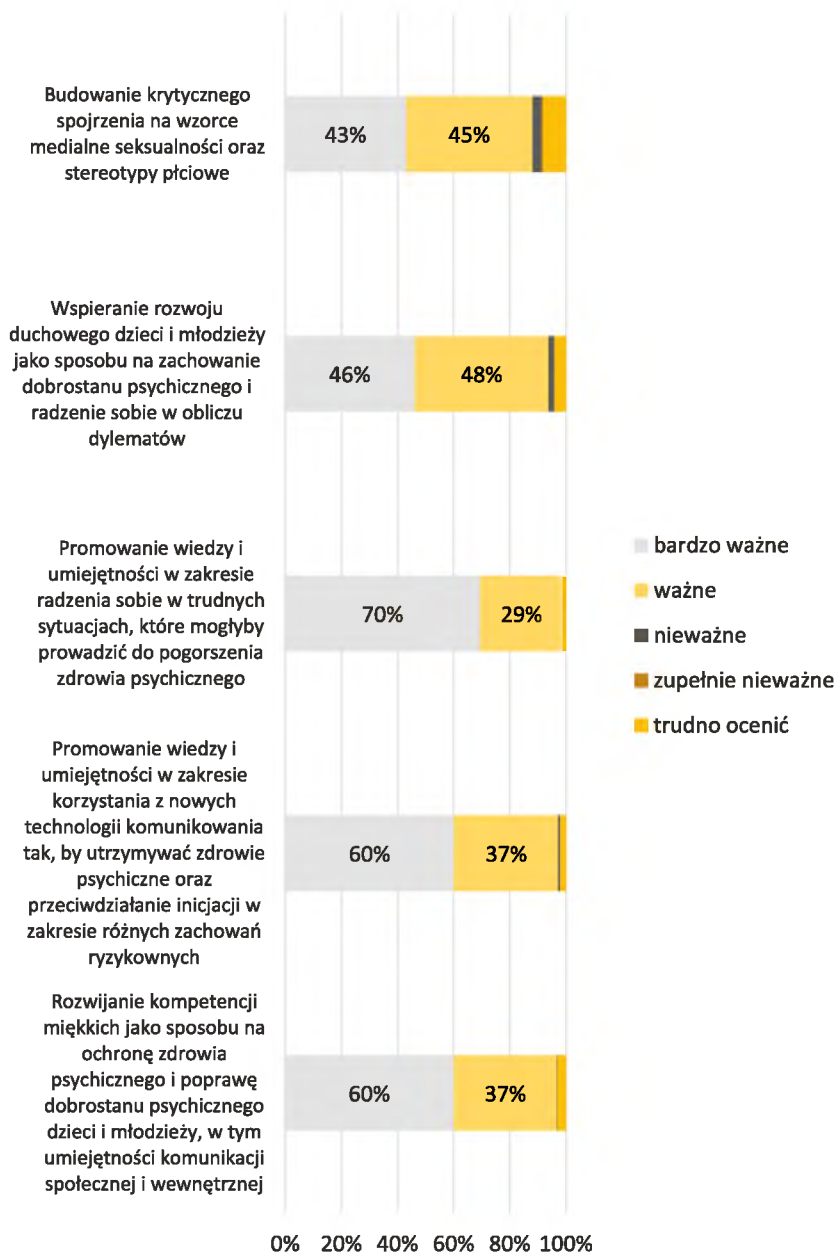 Budowanie krytycznego
spojrzenia na wzorce
medialne seksualności oraz
stereotypy płciowe
43%
45%
Wspieranie rozwoju
duchowego dzieci i młodzieży
jako sposobu na zachowanie
dobrostanu psychicznego i
radzenie sobie w obliczu
dylematów
46%
48%
Promowanie wiedzy i
umiejętności w zakresie
radzenia sobie w trudnych
sytuacjach, które mogłyby
prowadzić do pogorszenia
zdrowia psychicznego
70%
29%
Promowanie wiedzy i
umiejętności w zakresie
korzystania z nowych
technologii komunikowania
tak, by utrzymywać zdrowie
psychiczne oraz
przeciwdziałanie inicjacji w
zakresie różnych zachowań
ryzykownych
60%
37%
Rozwijanie kompetencji
miękkich jako sposobu na
ochronę zdrowia
psychicznego i poprawę
dobrostanu psychicznego
dzieci i młodzieży, w tym
umiejętności komunikacji
społecznej i wewnętrznej
60%
37%
0% 20% 40% 60% 80% 100%
bardzo ważne
ważne
nieważne
zupełnie nieważne
trudno ocenić